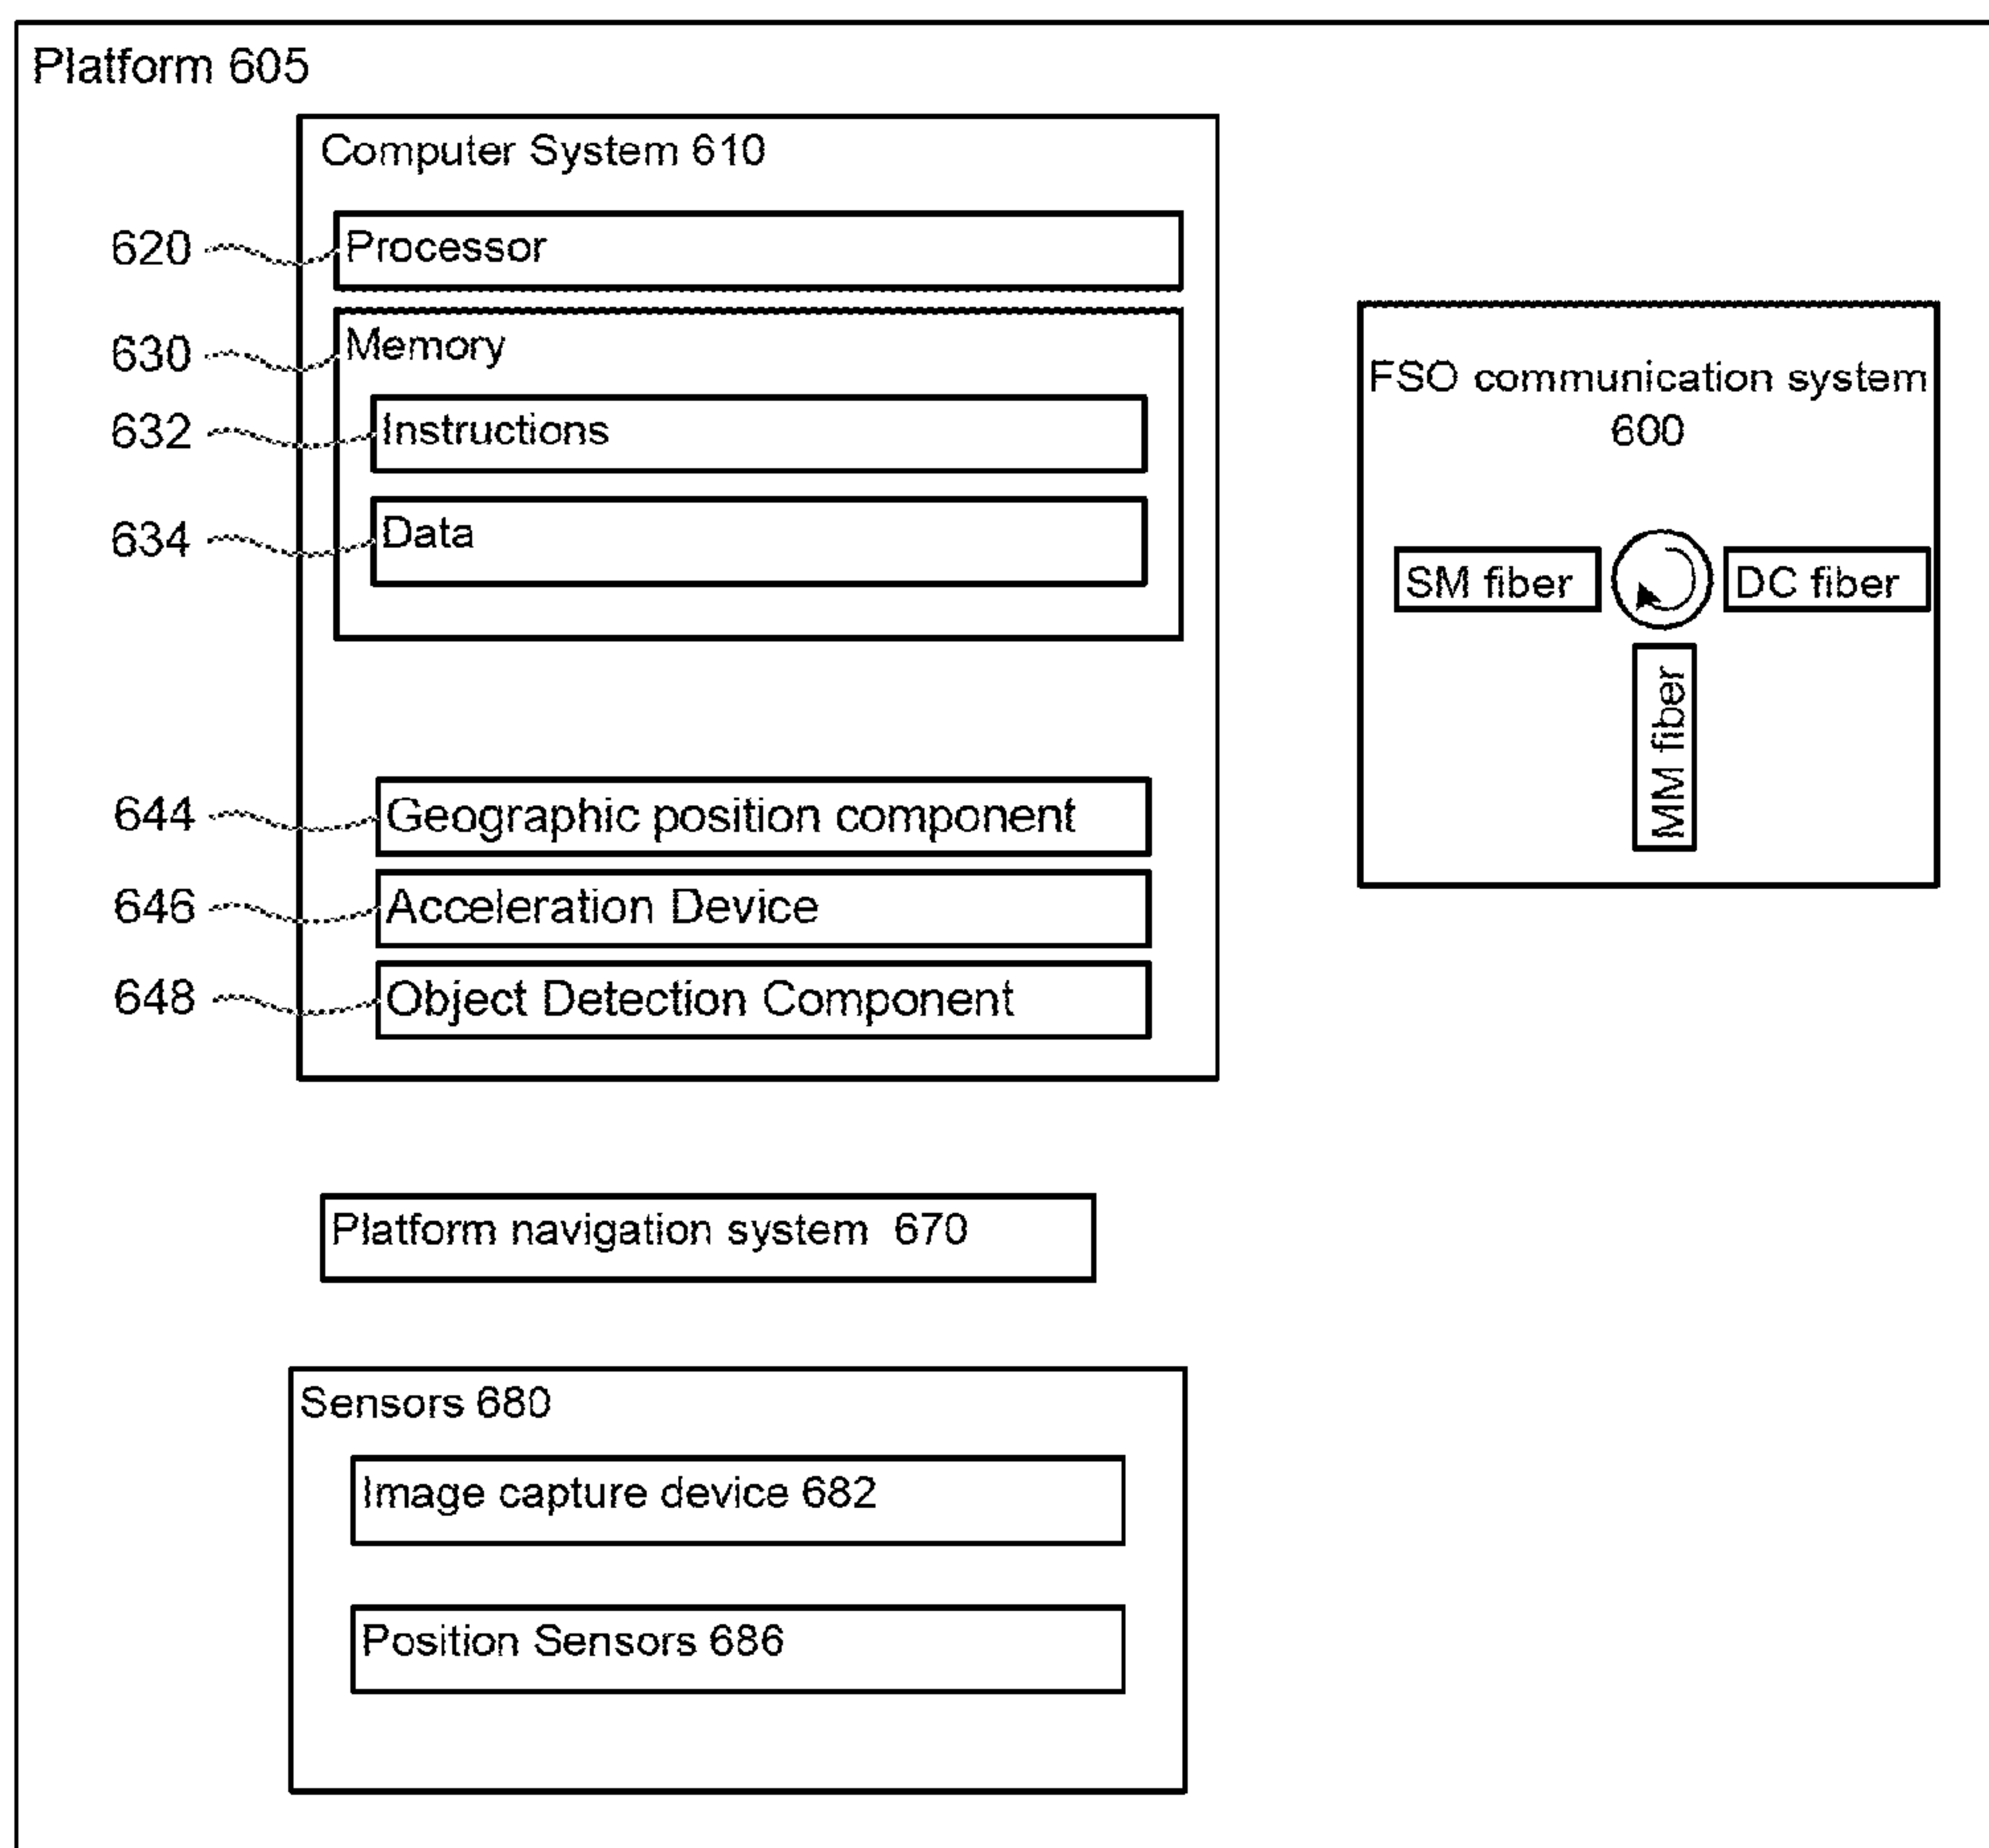 Platform 605
Computer System 610
620 Processor
630 Memory
632 Instructions
634 Data
644 Geographic position component
646 Acceleration Device
648 Object Detection Component
FSO communication system
600
SM fiber
DC fiber
MM fiber
Platform navigation system 670
Sensors 680
Image capture device 682
Position Sensors 686